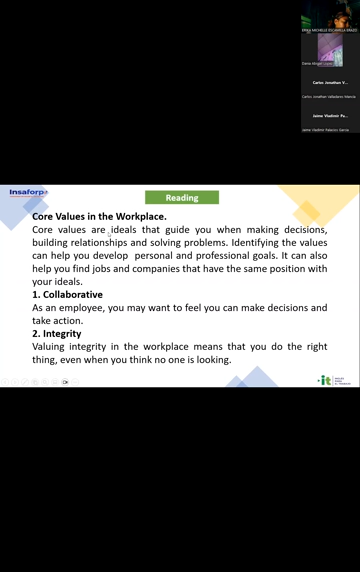 Carlos Jonathan V...
Insaforp
Reading
Core Values in the Workplace.
Core values are ideals that guide you when making decisions,
building relationships and solving problems. Identifying the values
can help you develop personal and professional goals. It can also
help you find jobs and companies that have the same position with
your ideals.
1. Collaborative
As an employee, you may want to feel you can make decisions and
take action.
2. Integrity
Valuing integrity in the workplace means that you do the right
thing, even when you think no one is looking.
it